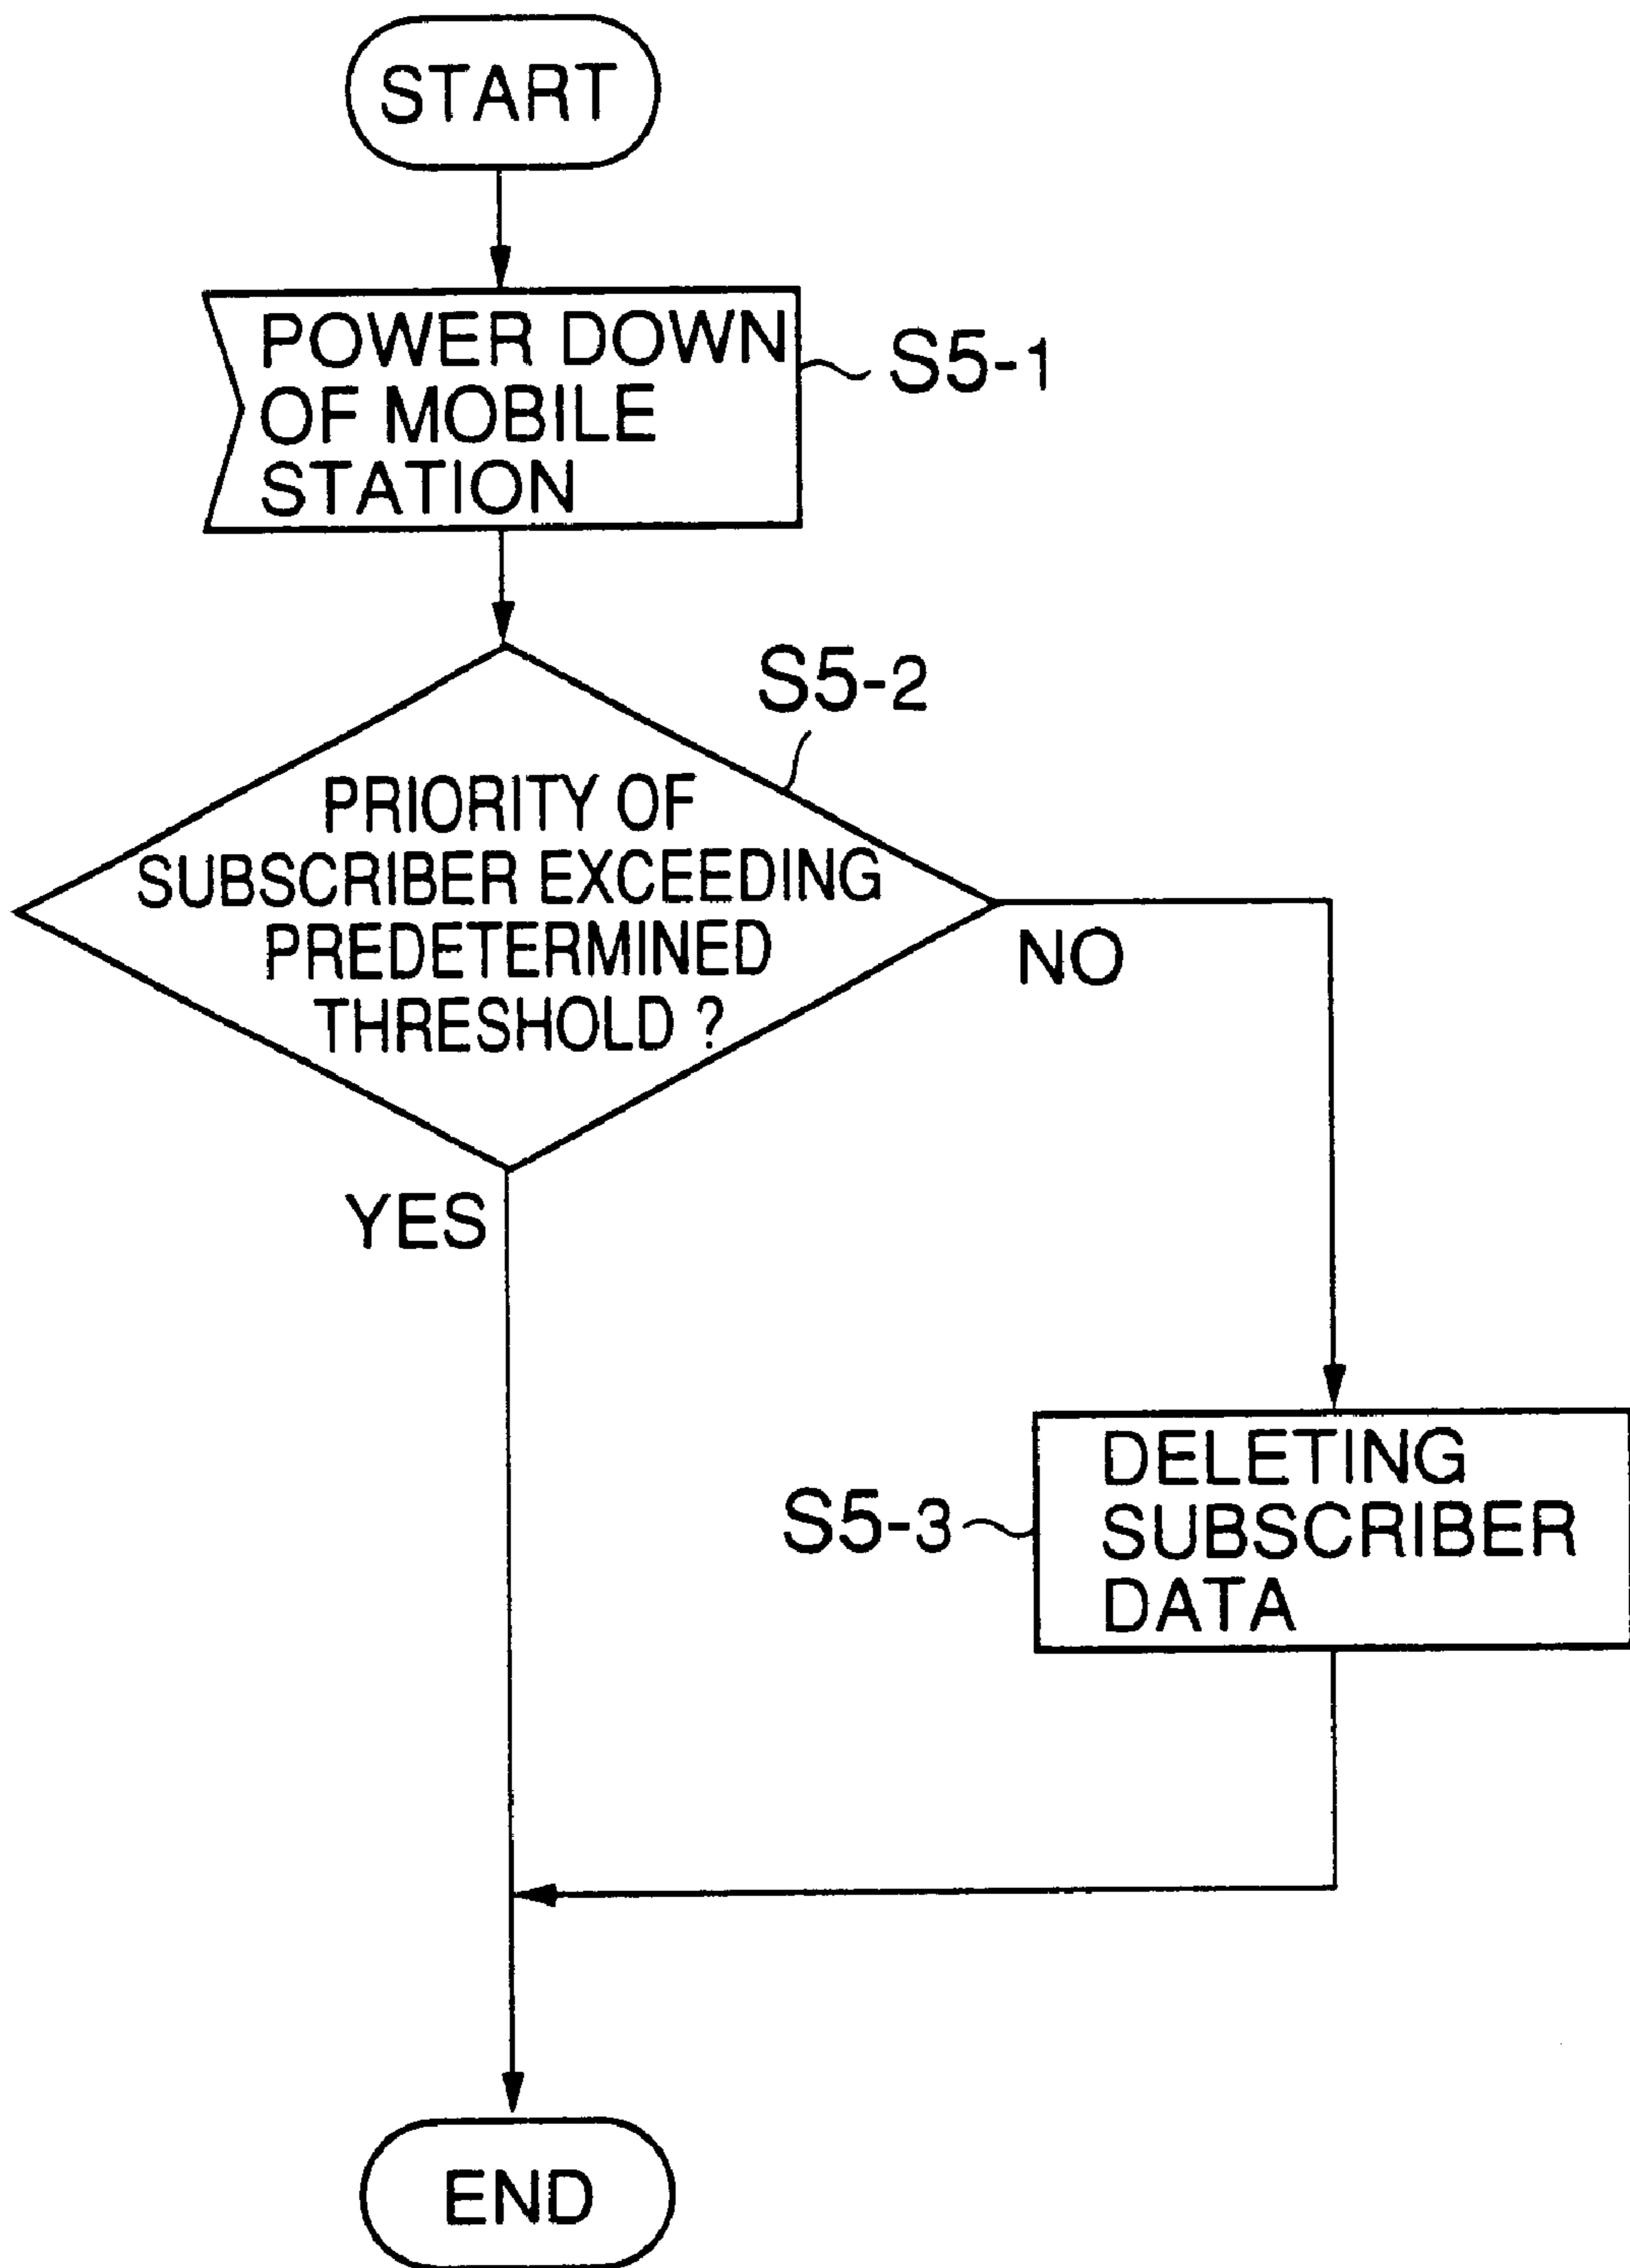 START
POWER DOWN
OF MOBILE
STATION
S5-1
S5-2
PRIORITY OF
SUBSCRIBER EXCEEDING
PREDETERMINED
THRESHOLD ?
NO
YES
S5-3
DELETING
SUBSCRIBER
DATA
END